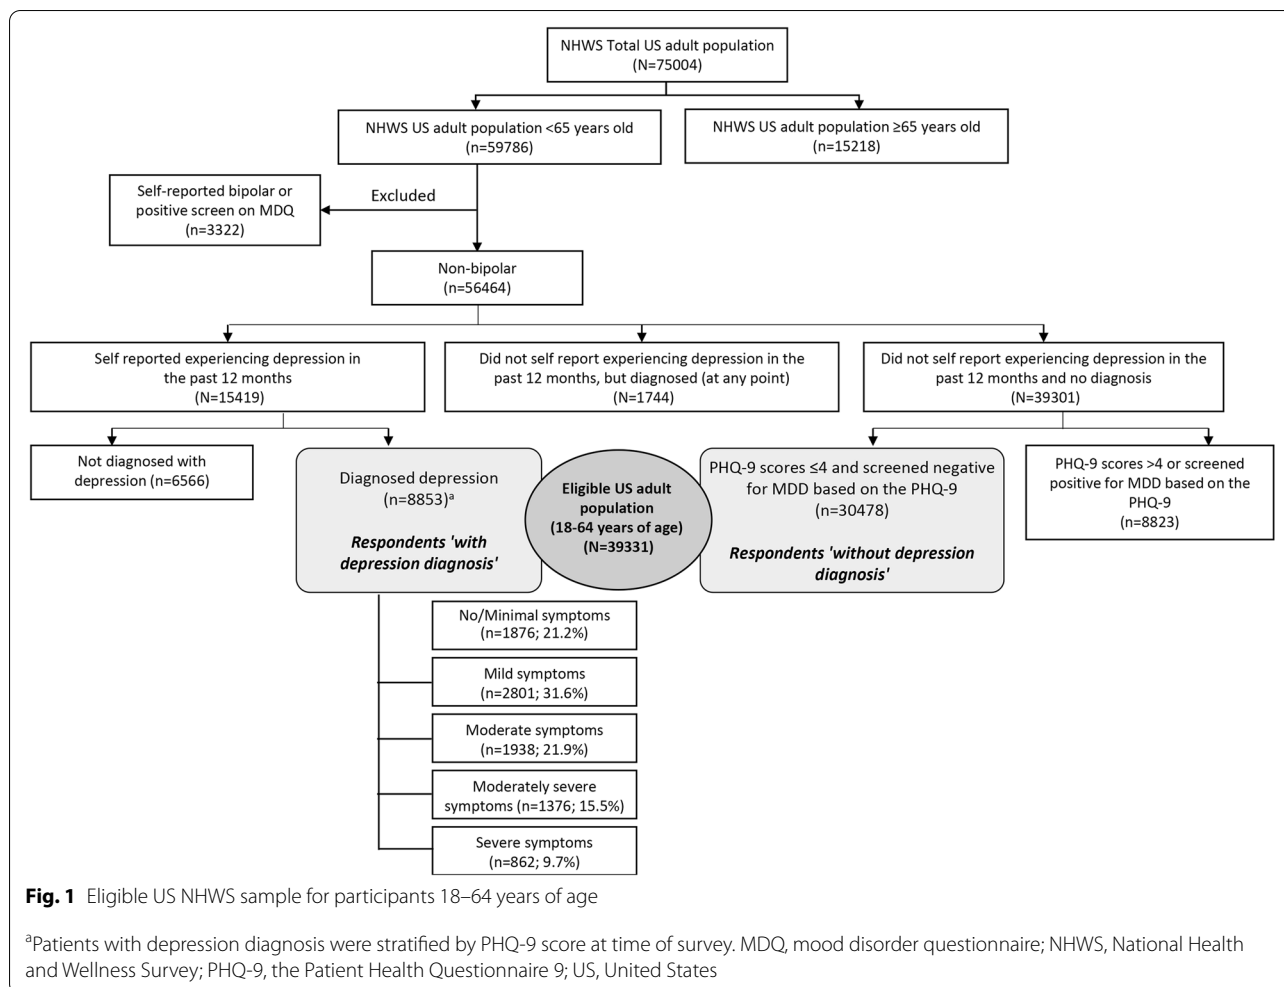 NHWS Total US adult population
(N=75004)
NHWS US adult population <65 years old
(n=59786)
NHWS US adult population ≥65 years old
(n=15218)
Self-reported bipolar or
positive screen on MDQ
(n=3322)
Excluded
Non-bipolar
(n=56464)
Self reported experiencing depression in
the past 12 months
(N=15419)
Did not self report experiencing depression in the
past 12 months, but diagnosed (at any point)
(N=1744)
Did not self report experiencing depression in the
past 12 months and no diagnosis
(N=39301)
Not diagnosed with
depression (n=6566)
Diagnosed depression
(n=8853)a
Respondents 'with
depression diagnosis'
Eligible US adult
population
(18-64 years of age)
(N=39331)
PHQ-9 scores ≤4 and screened negative
for MDD based on the PHQ-9
(n=30478)
Respondents 'without depression
diagnosis'
PHQ-9 scores >4 or screened
positive for MDD based on the
PHQ-9
(n=8823)
No/Minimal symptoms
(n=1876; 21.2%)
Mild symptoms
(n=2801; 31.6%)
Moderate symptoms
(n=1938; 21.9%)
Moderately severe
symptoms (n=1376; 15.5%)
Severe symptoms
(n=862; 9.7%)
Fig. 1 Eligible US NHWS sample for participants 18–64 years of age
aPatients with depression diagnosis were stratified by PHQ-9 score at time of survey. MDQ, mood disorder questionnaire; NHWS, National Health
and Wellness Survey; PHQ-9, the Patient Health Questionnaire 9; US, United States